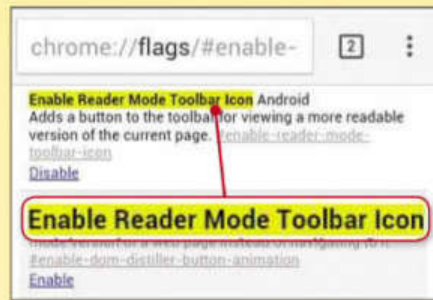 chrome://flags/#enable-
2
Enable Reader Mode Toolbar Icon Android
Adds a button to the toolbar for viewing a more readable
version of the current page. #enable-reader-mode-
toolbar-icon
Disable
Enable Reader Mode Toolbar Icon
#enable-dom-distiller-button-animation
Enable